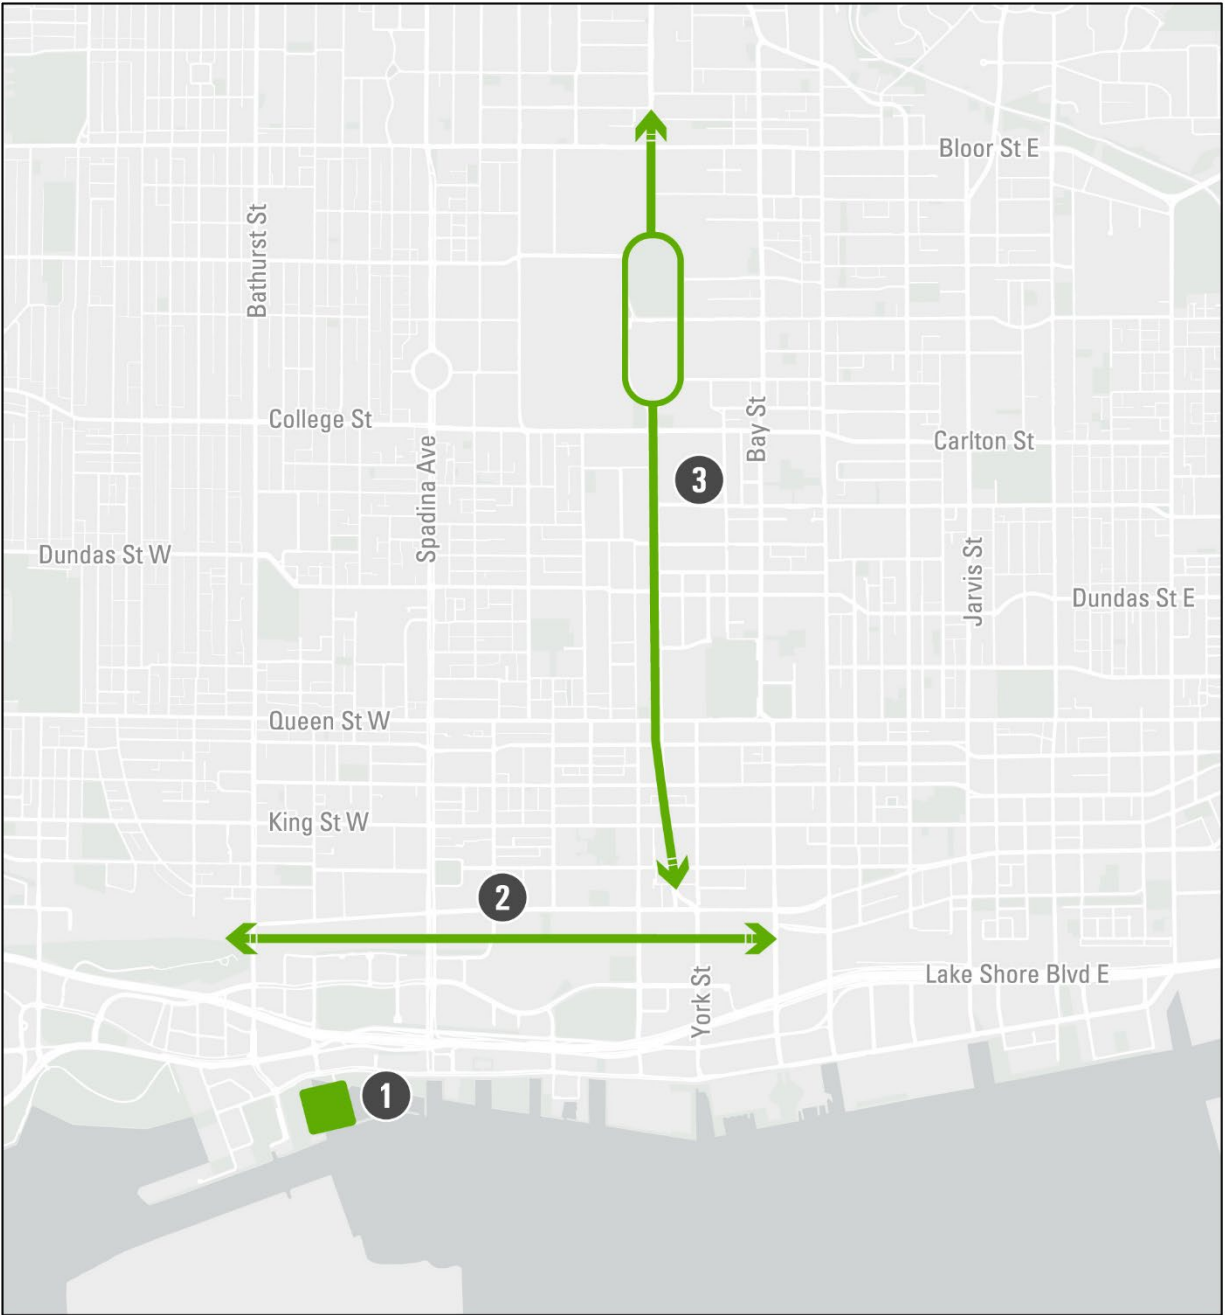 Bloor St E
Bathurst St
College St
Bay St
Carlton St
Spadina Ave
3
Dundas St W
Jarvis St
Dundas St E
Queen St W
King St W
2
Lake Shore Blvd E
York St
1